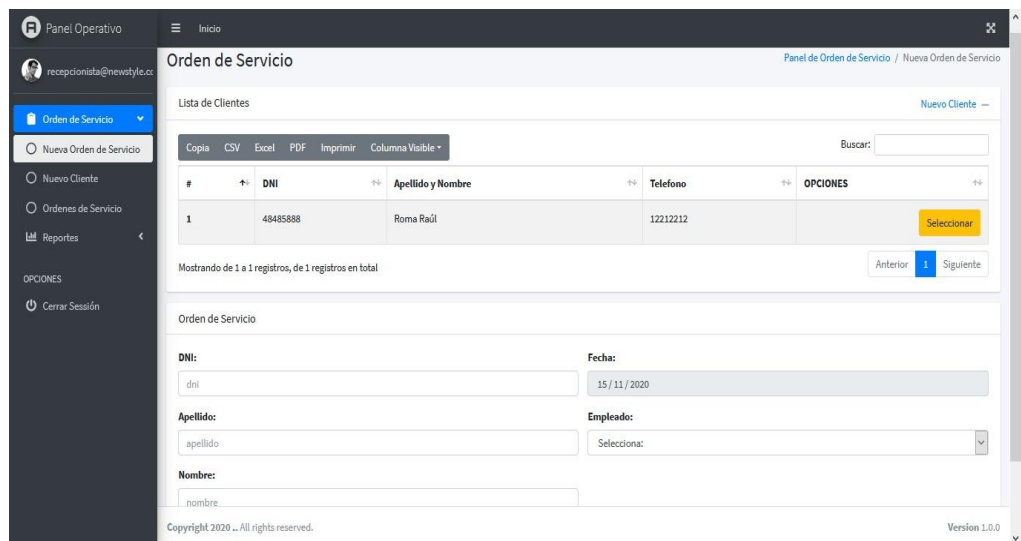 Panel Operativo
Inicio
recepcionista@newstyle.cc
Orden de Servicio
Nueva Orden de Servicio
Nuevo Cliente
Ordenes de Servicio
Reportes
OPCIONES
Cerrar Sesión
Orden de Servicio
Panel de Orden de Servicio / Nueva Orden de Servicio
Lista de Clientes
Nuevo Cliente
Copia CSV Excel PDF Imprimir Columna Visible
Buscar:
# DNI Apellido y Nombre Telefono OPCIONES
1 48485888 Roma Raúl 12212212 Seleccionar
Mostrando de 1 a 1 registros, de 1 registros en total
Anterior 1 Siguiente
Orden de Servicio
DNI:
dni
Fecha:
15 / 11 / 2020
Apellido:
apellido
Empleado:
Selecciona:
Nombre:
nombre
Copyright 2020 .. All rights reserved.
Version 1.0.0